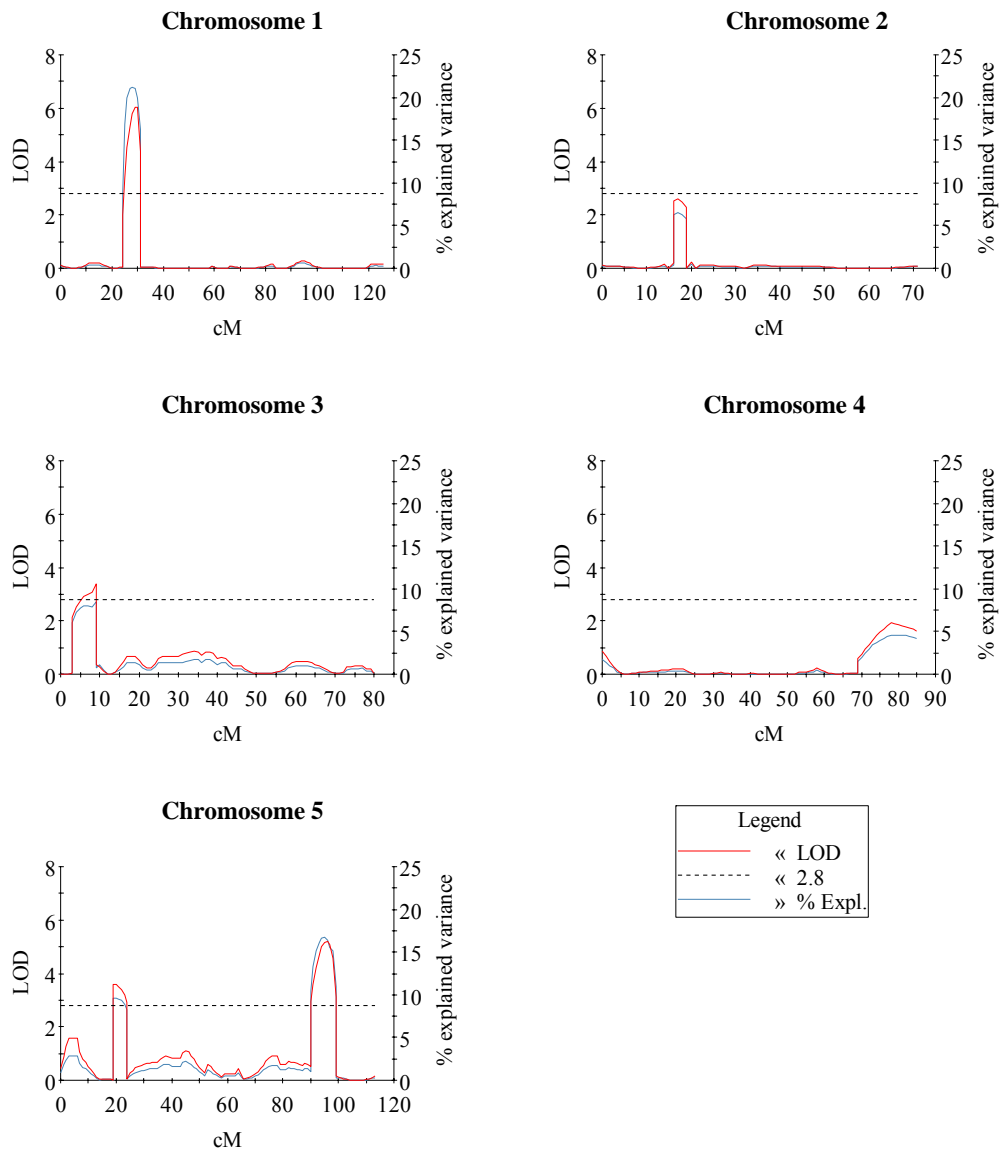 Chromosome 1
8
6
4
2
0
LOD
25
20
15
10
5
0
% explained variance
0 20 40 60 80 100 120
cM
Chromosome 2
8
6
4
2
0
LOD
25
20
15
10
5
0
% explained variance
0 10 20 30 40 50 60 70
cM
Chromosome 3
8
6
4
2
0
LOD
25
20
15
10
5
0
% explained variance
0 10 20 30 40 50 60 70 80
cM
Chromosome 4
8
6
4
2
0
LOD
25
20
15
10
5
0
% explained variance
0 10 20 30 40 50 60 70 80 90
cM
Chromosome 5
8
6
4
2
0
LOD
25
20
15
10
5
0
% explained variance
0 20 40 60 80 100 120
cM
Legend
« LOD
« 2.8
» % Expl.